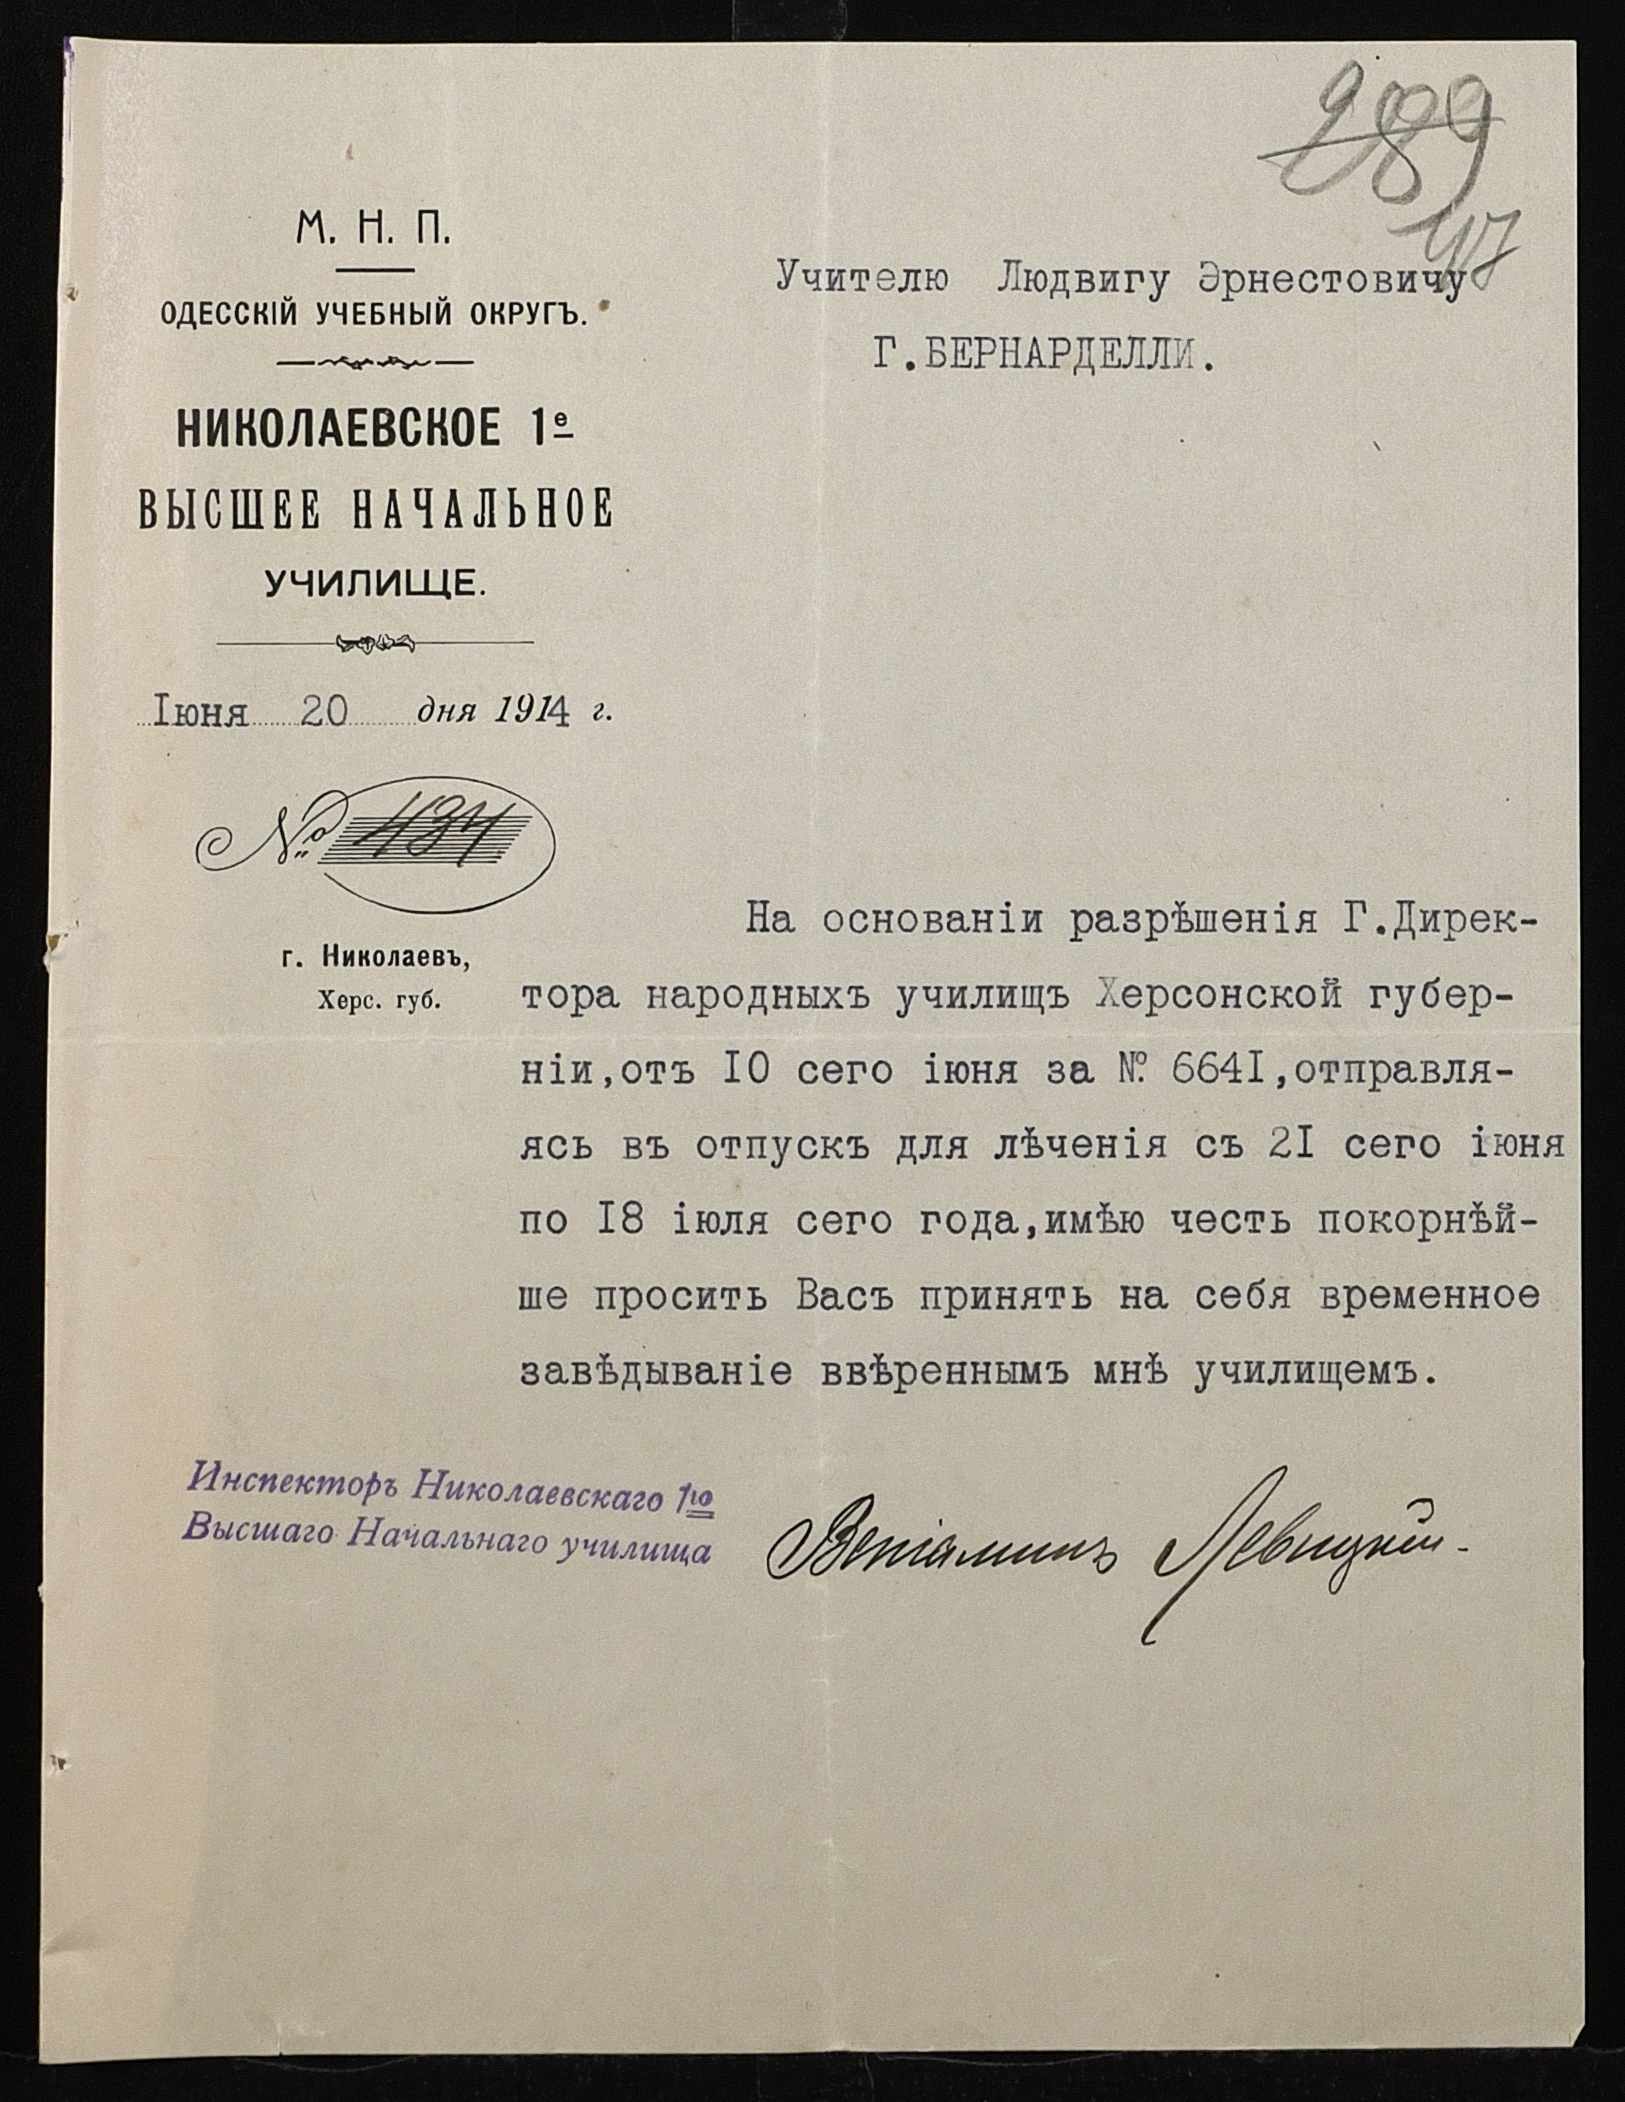 289
47
М. Н. П.
ОДЕССКІЙ УЧЕБНЫЙ ОКРУГЪ.
НИКОЛАЕВСКОЕ 1е
ВЫСШЕЕ НАЧАЛЬНОЕ
УЧИЛИЩЕ.
Іюня 20 дня 1914 г.
№ 434
г. Николаевъ,
Херс. губ.
Учителю Людвигу Эрнестовичу
Г.БЕРНАРДЕЛЛИ.
На основаніи разрѣшенія Г.Дирек-
тора народныхъ училищъ Херсонской губер-
ніи,отъ I0 сего іюня за №. 664I,отправля-
ясь въ отпускъ для лѣченія съ 2I сего іюня
по I8 іюля сего года,имѣю честь покорнѣй-
ше просить Васъ принять на себя временное
завѣдываніе ввѣреннымъ мнѣ училищемъ.
Инспекторъ Николаевскаго 1го
Высшаго Начальнаго училища
Веніаминъ Левицкій.